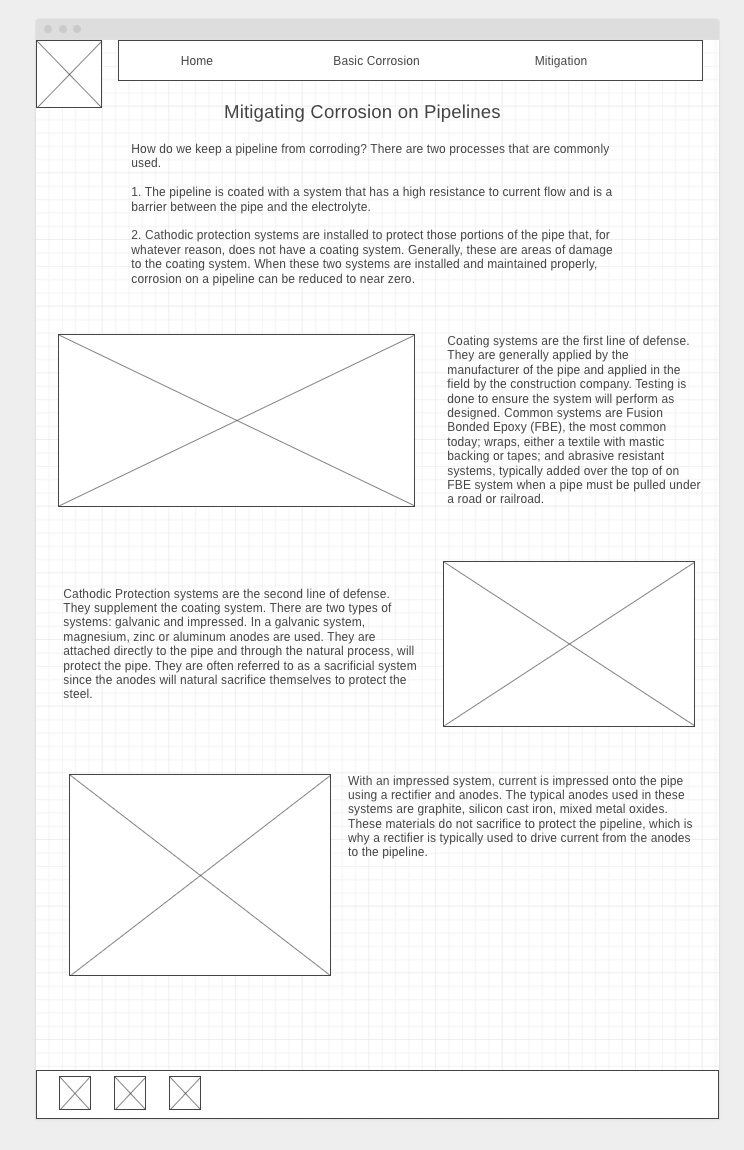 Home
Basic Corrosion
Mitigation
Mitigating Corrosion on Pipelines
How do we keep a pipeline from corroding? There are two processes that are commonly
used.
1. The pipeline is coated with a system that has a high resistance to current flow and is a
barrier between the pipe and the electrolyte.
2. Cathodic protection systems are installed to protect those portions of the pipe that, for
whatever reason, does not have a coating system. Generally, these are areas of damage
to the coating system. When these two systems are installed and maintained properly,
corrosion on a pipeline can be reduced to near zero.
Coating systems are the first line of defense.
They are generally applied by the
manufacturer of the pipe and applied in the
field by the construction company. Testing is
done to ensure the system will perform as
designed. Common systems are Fusion
Bonded Epoxy (FBE), the most common
today; wraps, either a textile with mastic
backing or tapes; and abrasive resistant
systems, typically added over the top of on
FBE system when a pipe must be pulled under
a road or railroad.
Cathodic Protection systems are the second line of defense.
They supplement the coating system. There are two types of
systems: galvanic and impressed. In a galvanic system,
magnesium, zinc or aluminum anodes are used. They are
attached directly to the pipe and through the natural process, will
protect the pipe. They are often referred to as a sacrificial system
since the anodes will natural sacrifice themselves to protect the
steel.
With an impressed system, current is impressed onto the pipe
using a rectifier and anodes. The typical anodes used in these
systems are graphite, silicon cast iron, mixed metal oxides.
These materials do not sacrifice to protect the pipeline, which is
why a rectifier is typically used to drive current from the anodes
to the pipeline.